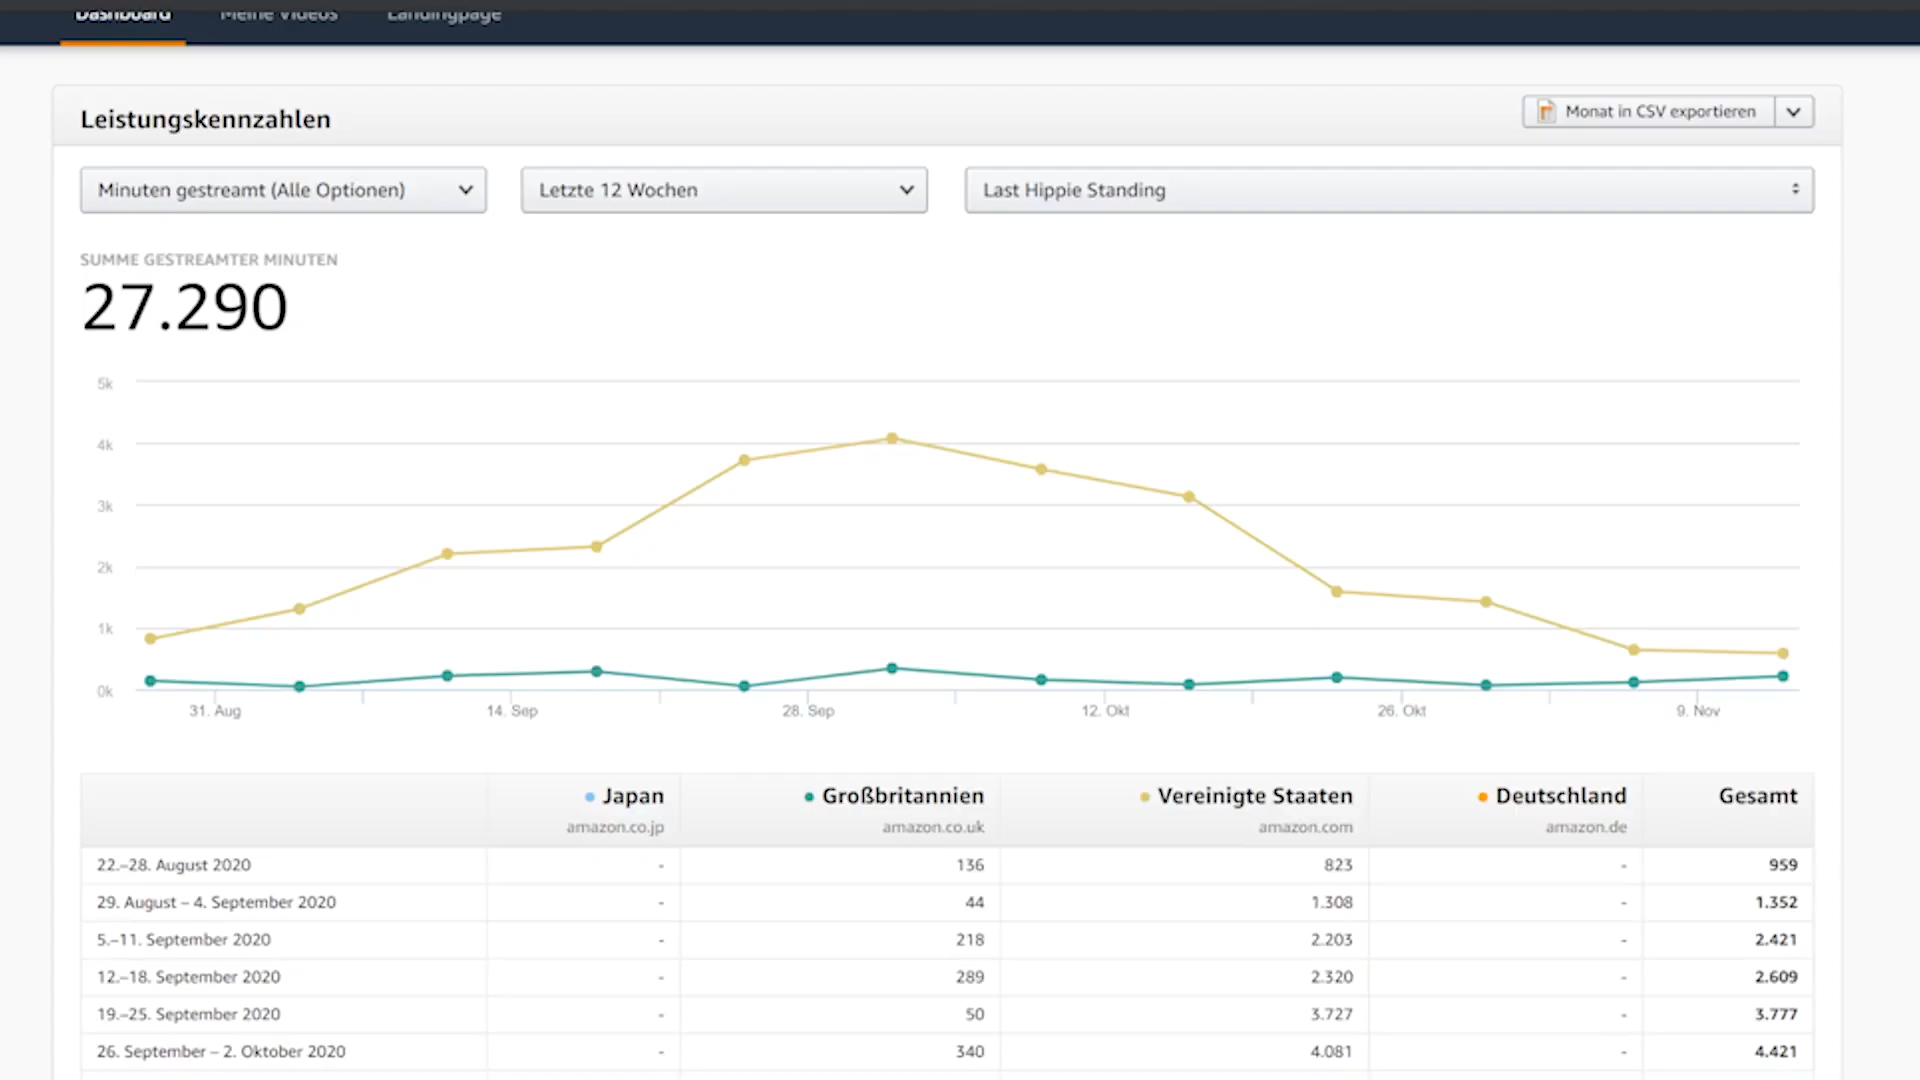 Dashboard Meine Videos Landingpage
Leistungskennzahlen
Monat in CSV exportieren
Minuten gestreamt (Alle Optionen)
Letzte 12 Wochen
Last Hippie Standing
SUMME GESTREAMTER MINUTEN
27.290
5k
4k
3k
2k
1k
0k
31. Aug 14. Sep 28. Sep 12. Okt 26. Okt 9. Nov
Japan Großbritannien Vereinigte Staaten Deutschland Gesamt
amazon.co.jp amazon.co.uk amazon.com amazon.de
22.–28. August 2020 - 136 823 - 959
29. August – 4. September 2020 - 44 1.308 - 1.352
5.–11. September 2020 - 218 2.203 - 2.421
12.–18. September 2020 - 289 2.320 - 2.609
19.–25. September 2020 - 50 3.727 - 3.777
26. September – 2. Oktober 2020 - 340 4.081 - 4.421